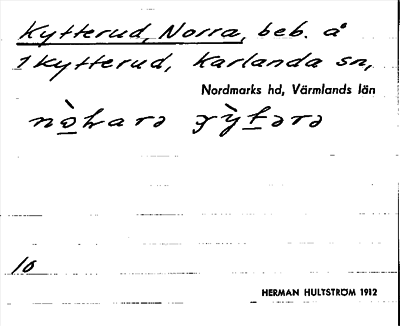 Kytterud, Norra, beb. å
1 Kytterud, Karlanda sn,
Nordmarks hd, Värmlands län
10
HERMAN HULTSTRÖM 1912